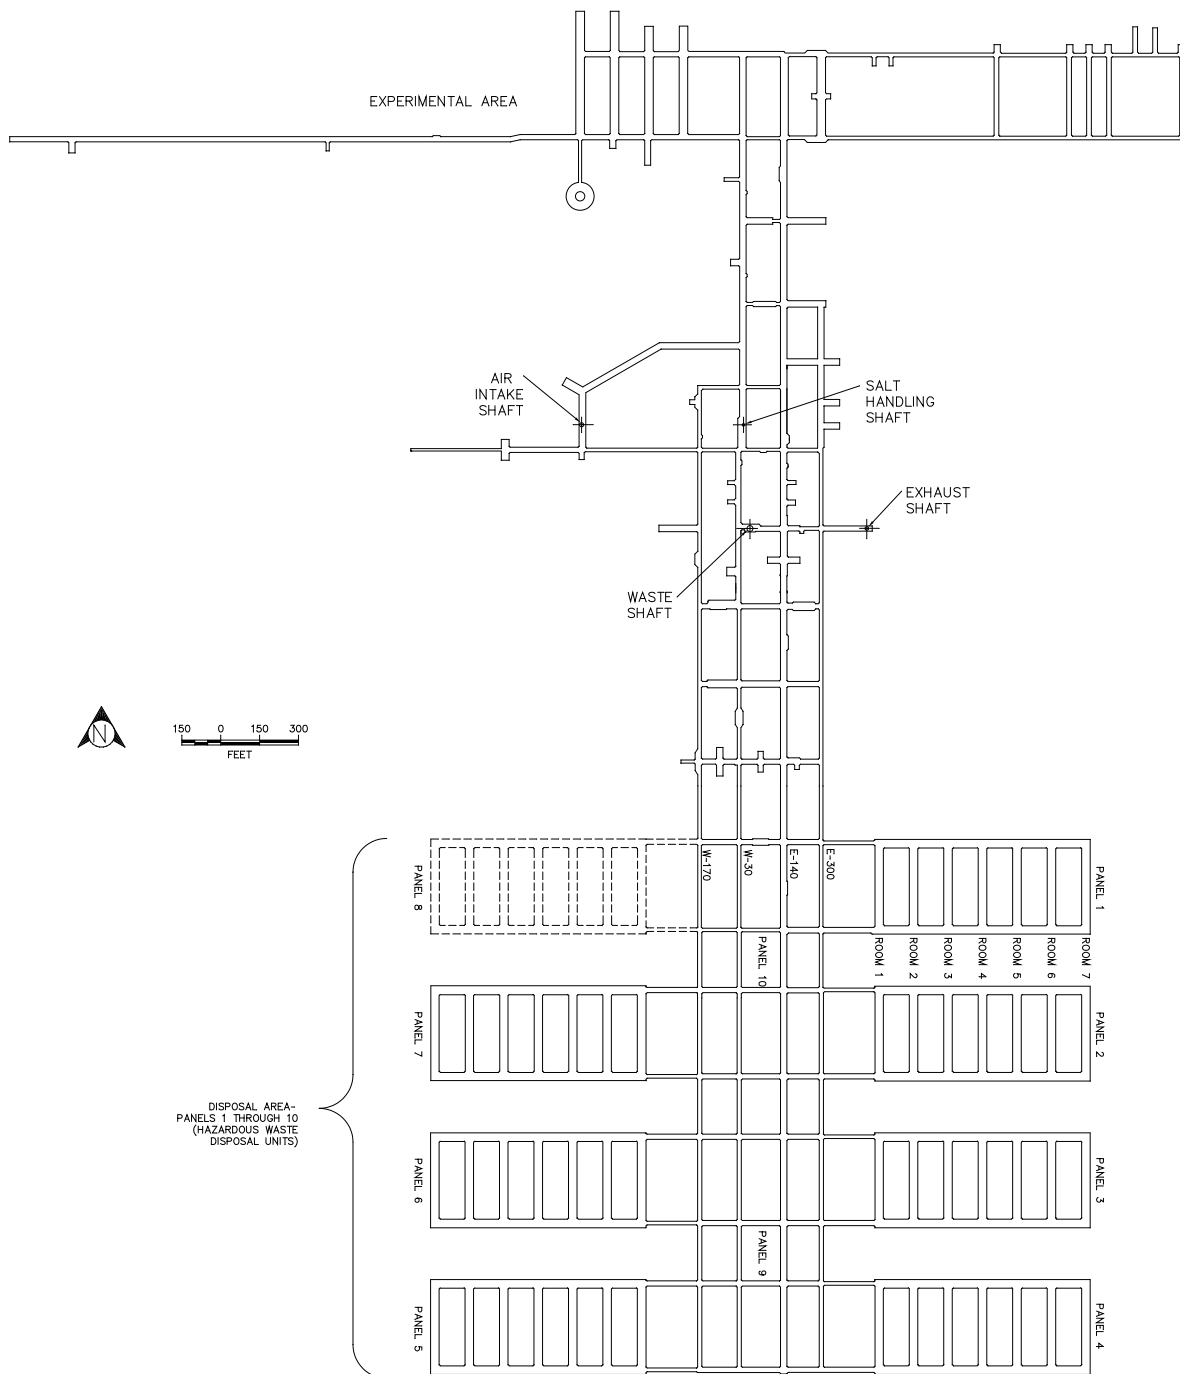 EXPERIMENTAL AREA
AIR
INTAKE
SHAFT
SALT
HANDLING
SHAFT
EXHAUST
SHAFT
WASTE
SHAFT
N
150 0 150 300
FEET
W-170
W-30
E-140
E-300
PANEL 8
PANEL 1
PANEL 10
ROOM 1
ROOM 2
ROOM 3
ROOM 4
ROOM 5
ROOM 6
ROOM 7
PANEL 7
PANEL 2
DISPOSAL AREA-
PANELS 1 THROUGH 10
(HAZARDOUS WASTE
DISPOSAL UNITS)
PANEL 6
PANEL 3
PANEL 9
PANEL 5
PANEL 4